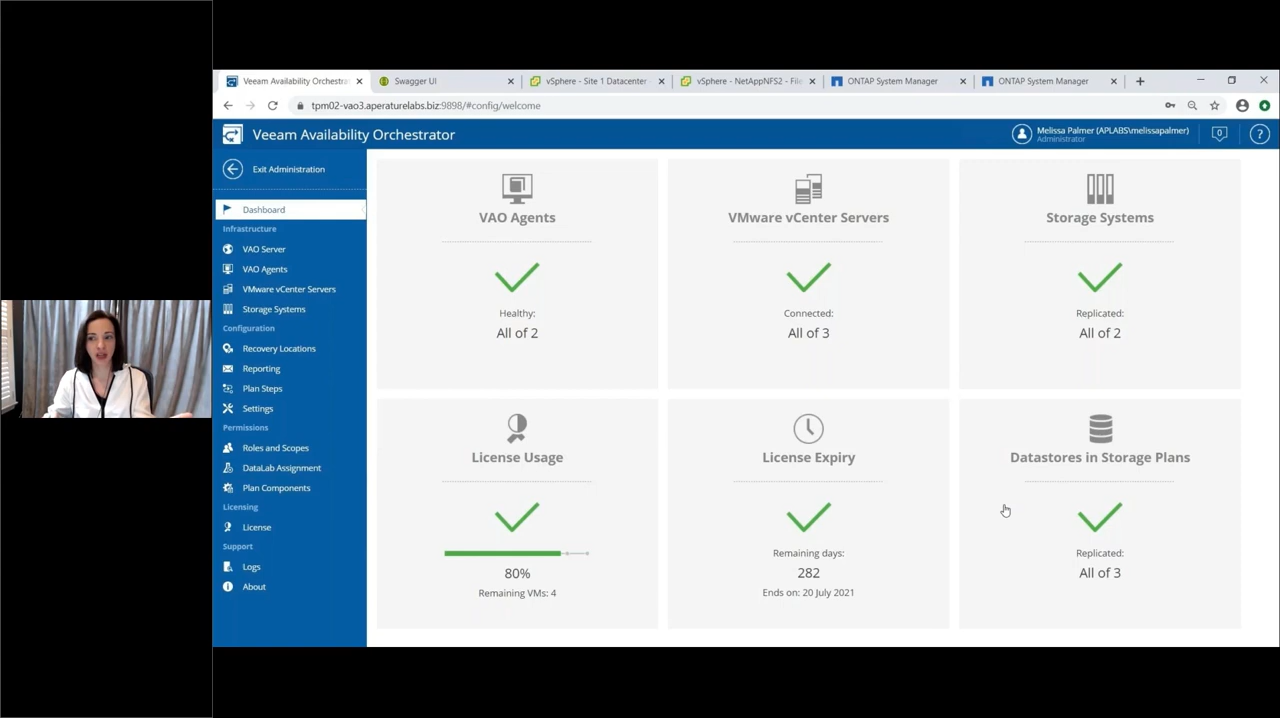 Veeam Availability Orchestra
Swagger UI
vSphere - Site 1 Datacenter
vSphere - NetAppNFS2 - File
ONTAP System Manager
ONTAP System Manager
tpm02-vao3.aperaturelabs.biz:9898/#config/welcome
Veeam Availability Orchestrator
Melissa Palmer (APLABS\melissapalmer)
Administrator
0
?
Exit Administration
Dashboard
Infrastructure
VAO Server
VAO Agents
VMware vCenter Servers
Storage Systems
Configuration
Recovery Locations
Reporting
Plan Steps
Settings
Permissions
Roles and Scopes
DataLab Assignment
Plan Components
Licensing
License
Support
Logs
About
VAO Agents
Healthy:
All of 2
VMware vCenter Servers
Connected:
All of 3
Storage Systems
Replicated:
All of 2
License Usage
80%
Remaining VMs: 4
License Expiry
Remaining days:
282
Ends on: 20 July 2021
Datastores in Storage Plans
Replicated:
All of 3